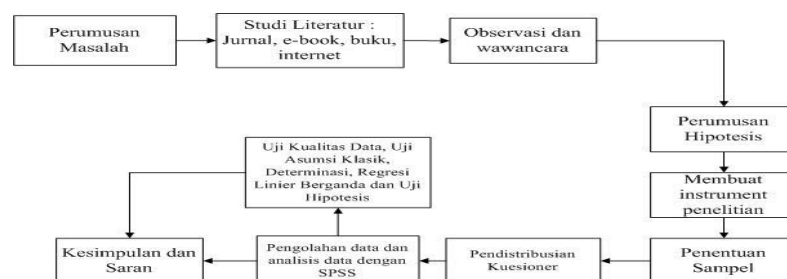 Perumusan
Masalah
Studi Literatur :
Jurnal, e-book, buku,
internet
Observasi dan
wawancara
Perumusan
Hipotesis
Membuat
instrument
penelitian
Penentuan
Sampel
Pendistribusian
Kuesioner
Pengolahan data dan
analisis data dengan
SPSS
Uji Kualitas Data, Uji
Asumsi Klasik,
Determinasi, Regresi
Linier Berganda dan Uji
Hipotesis
Kesimpulan dan
Saran